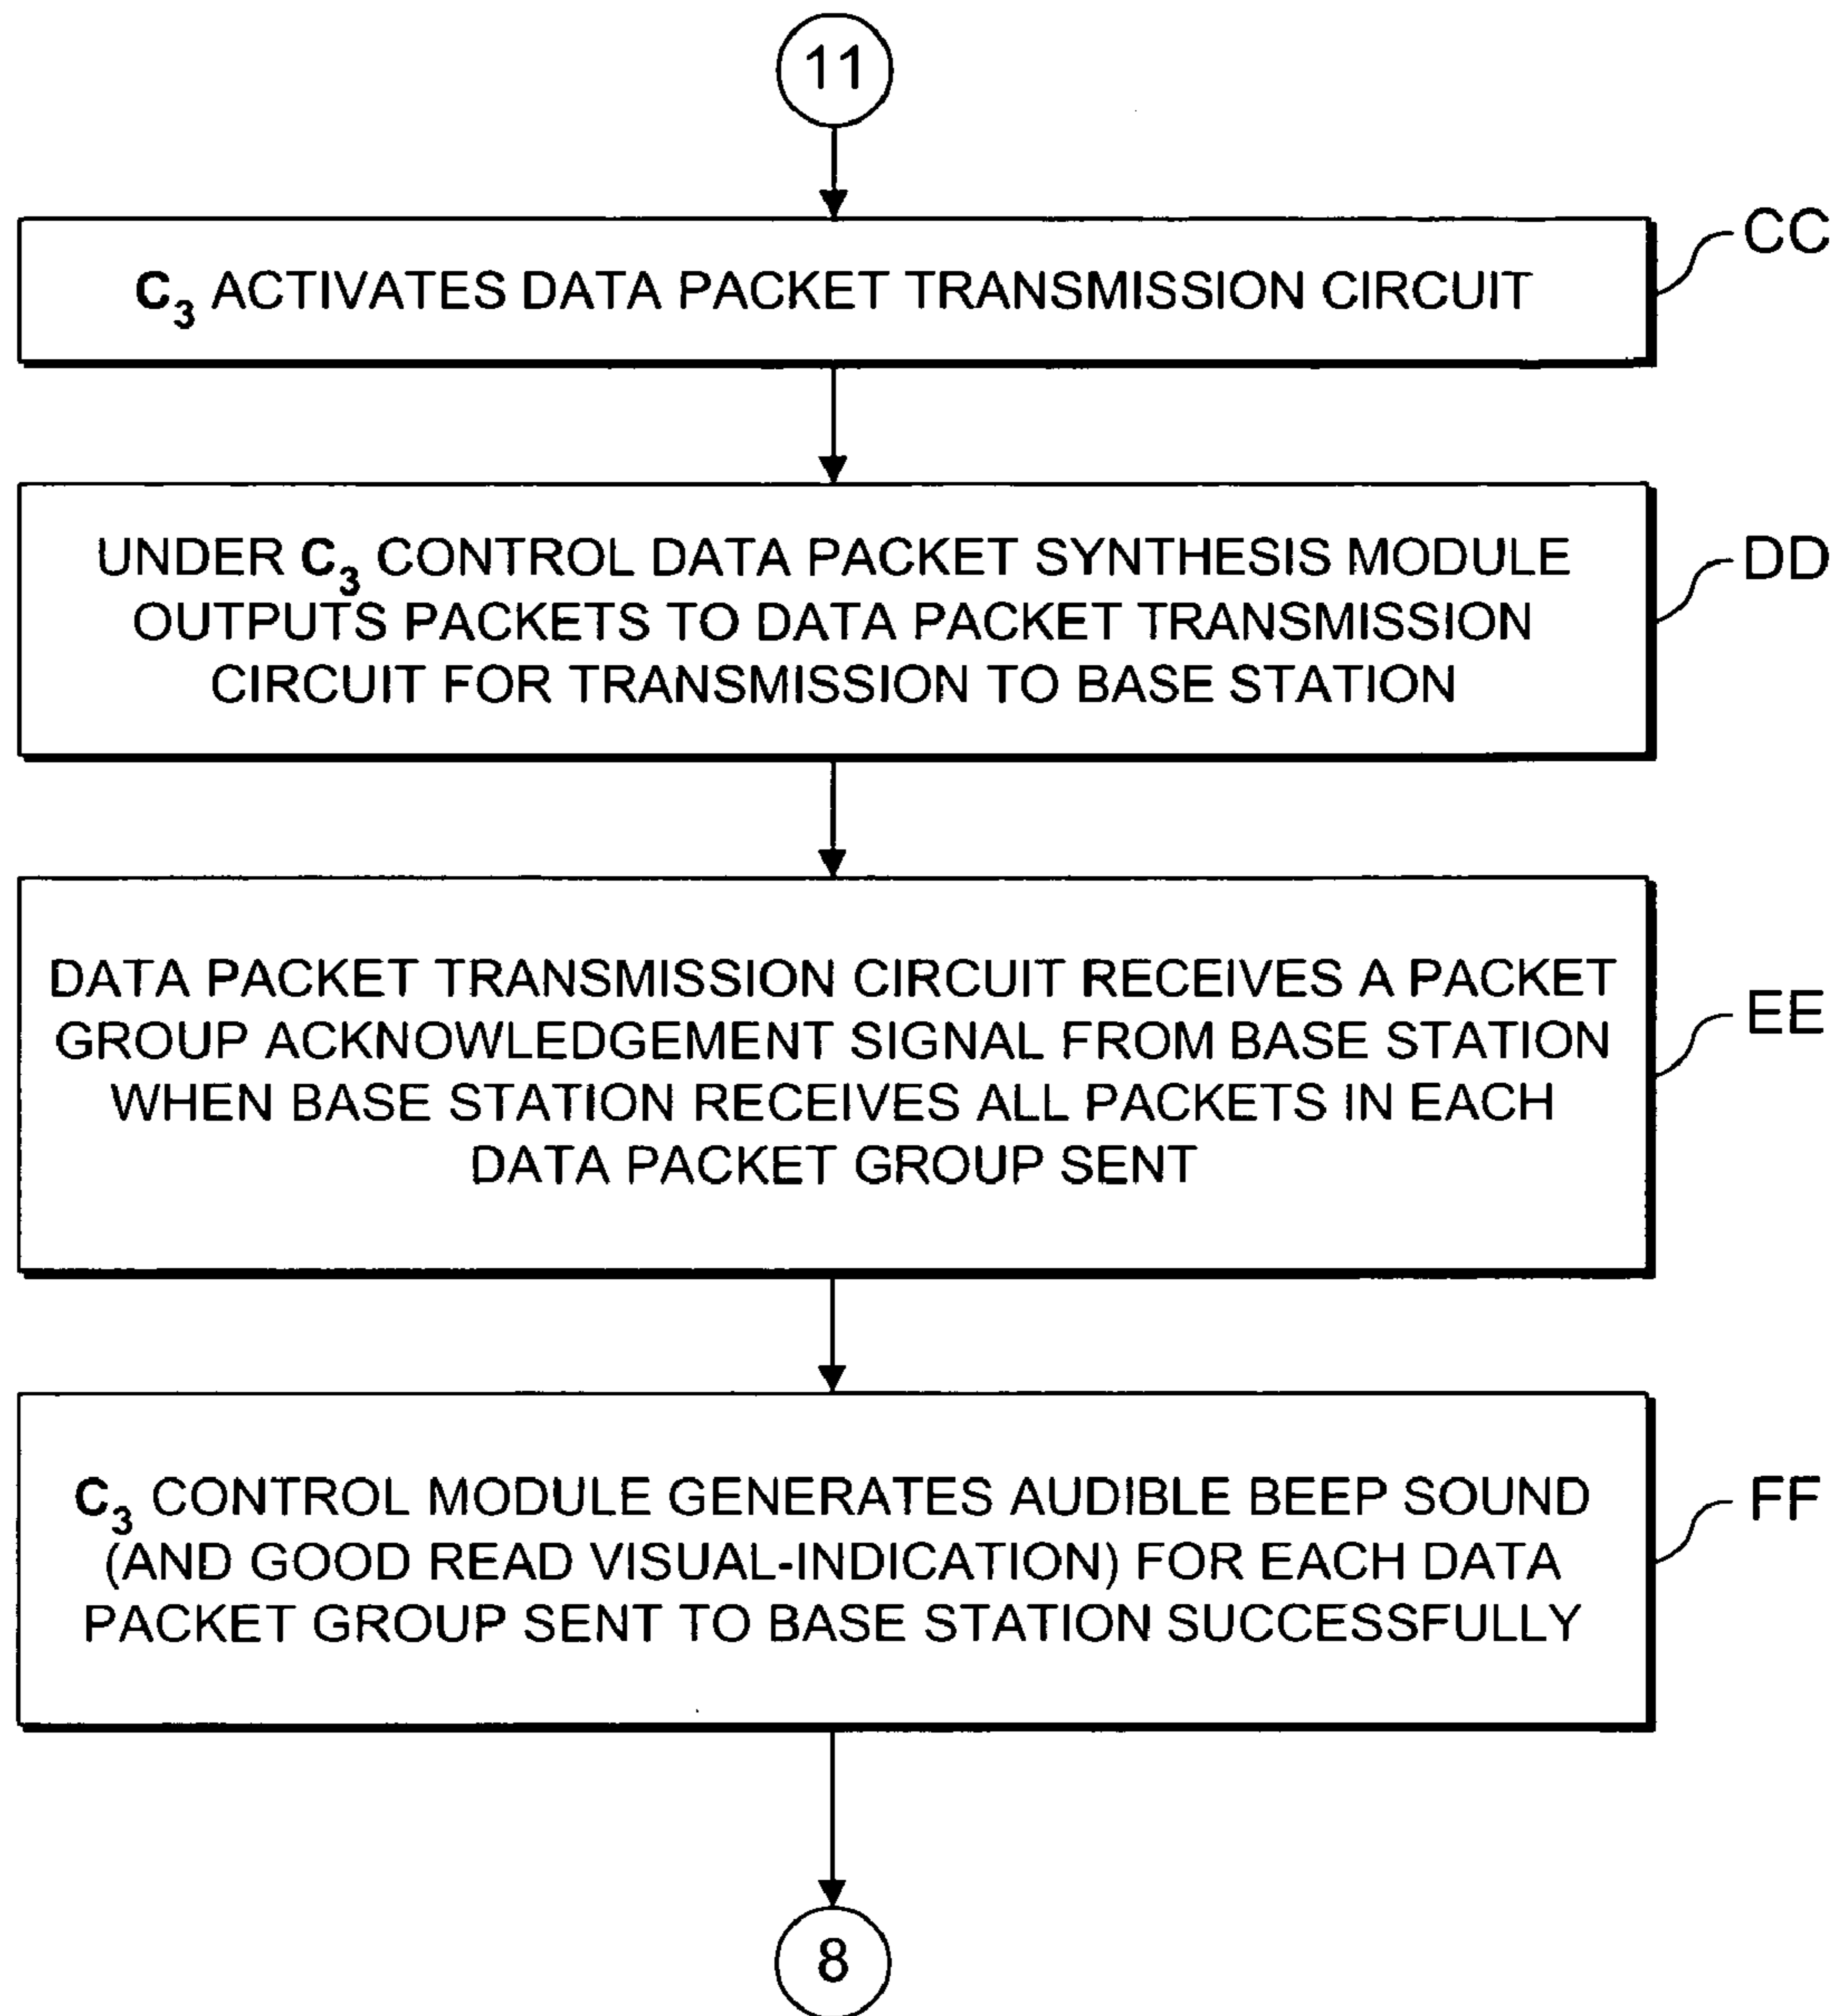 11
C₃ ACTIVATES DATA PACKET TRANSMISSION CIRCUIT
CC
UNDER C₃ CONTROL DATA PACKET SYNTHESIS MODULE
OUTPUTS PACKETS TO DATA PACKET TRANSMISSION
CIRCUIT FOR TRANSMISSION TO BASE STATION
DD
DATA PACKET TRANSMISSION CIRCUIT RECEIVES A PACKET
GROUP ACKNOWLEDGEMENT SIGNAL FROM BASE STATION
WHEN BASE STATION RECEIVES ALL PACKETS IN EACH
DATA PACKET GROUP SENT
EE
C₃ CONTROL MODULE GENERATES AUDIBLE BEEP SOUND
(AND GOOD READ VISUAL-INDICATION) FOR EACH DATA
PACKET GROUP SENT TO BASE STATION SUCCESSFULLY
FF
8